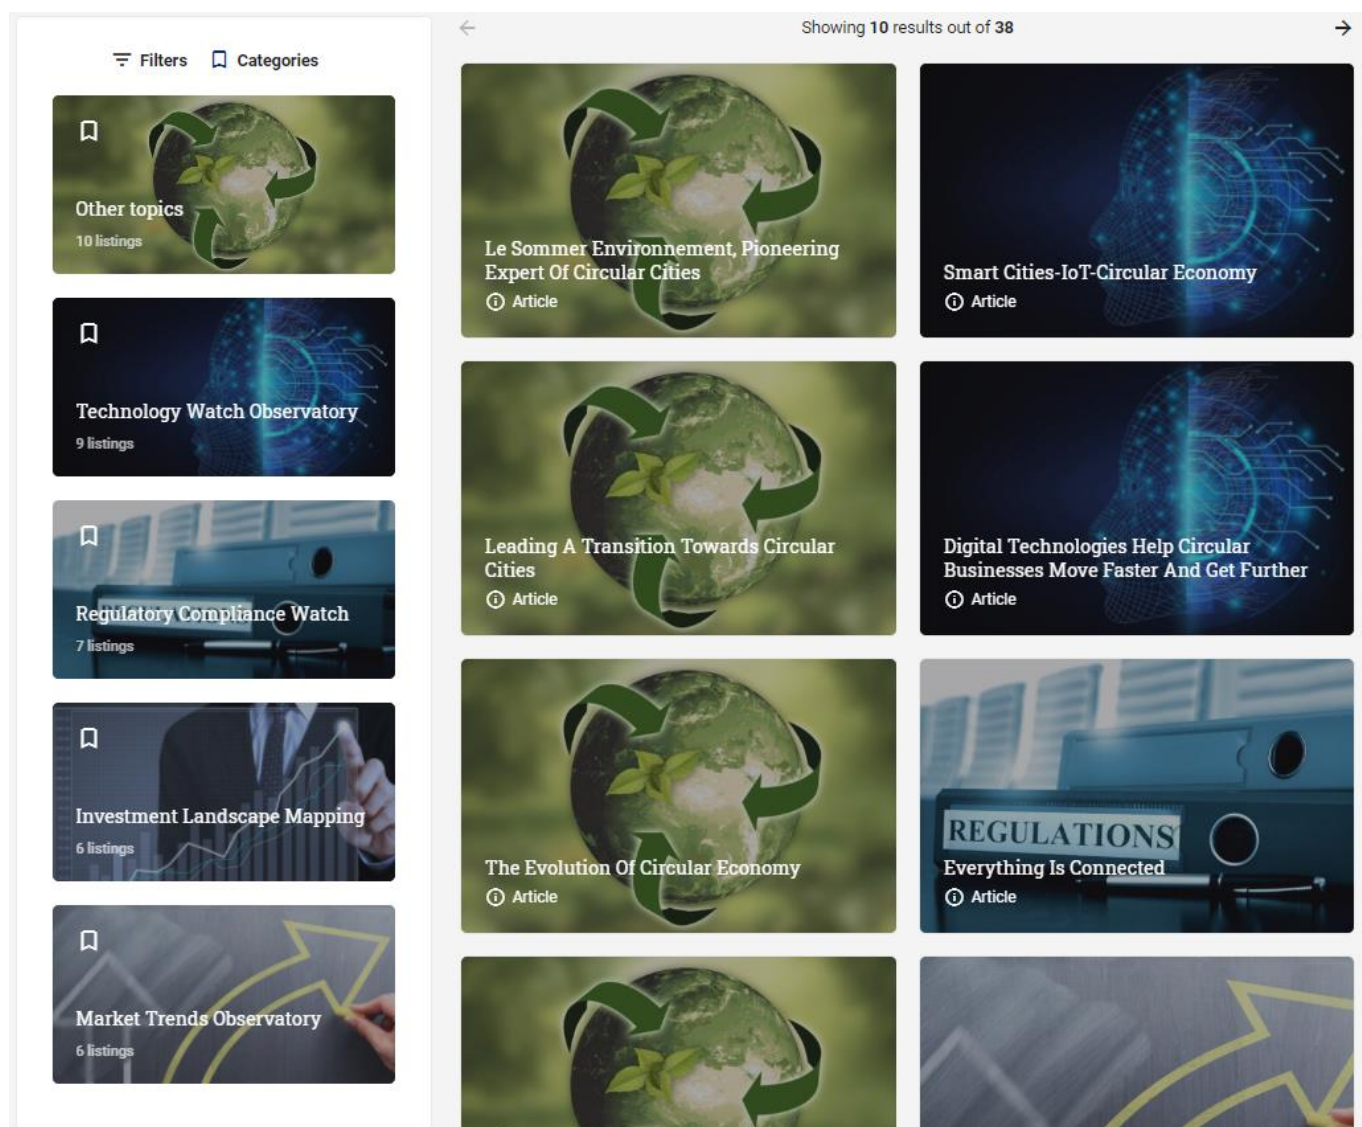 Filters Categories
Other topics
10 listings
Technology Watch Observatory
9 listings
Regulatory Compliance Watch
7 listings
Investment Landscape Mapping
6 listings
Market Trends Observatory
6 listings
Showing 10 results out of 38
Le Sommer Environnement, Pioneering
Expert Of Circular Cities
Article
Smart Cities-IoT-Circular Economy
Article
Leading A Transition Towards Circular
Cities
Article
Digital Technologies Help Circular
Businesses Move Faster And Get Further
Article
The Evolution Of Circular Economy
Article
REGULATIONS
Everything Is Connected
Article